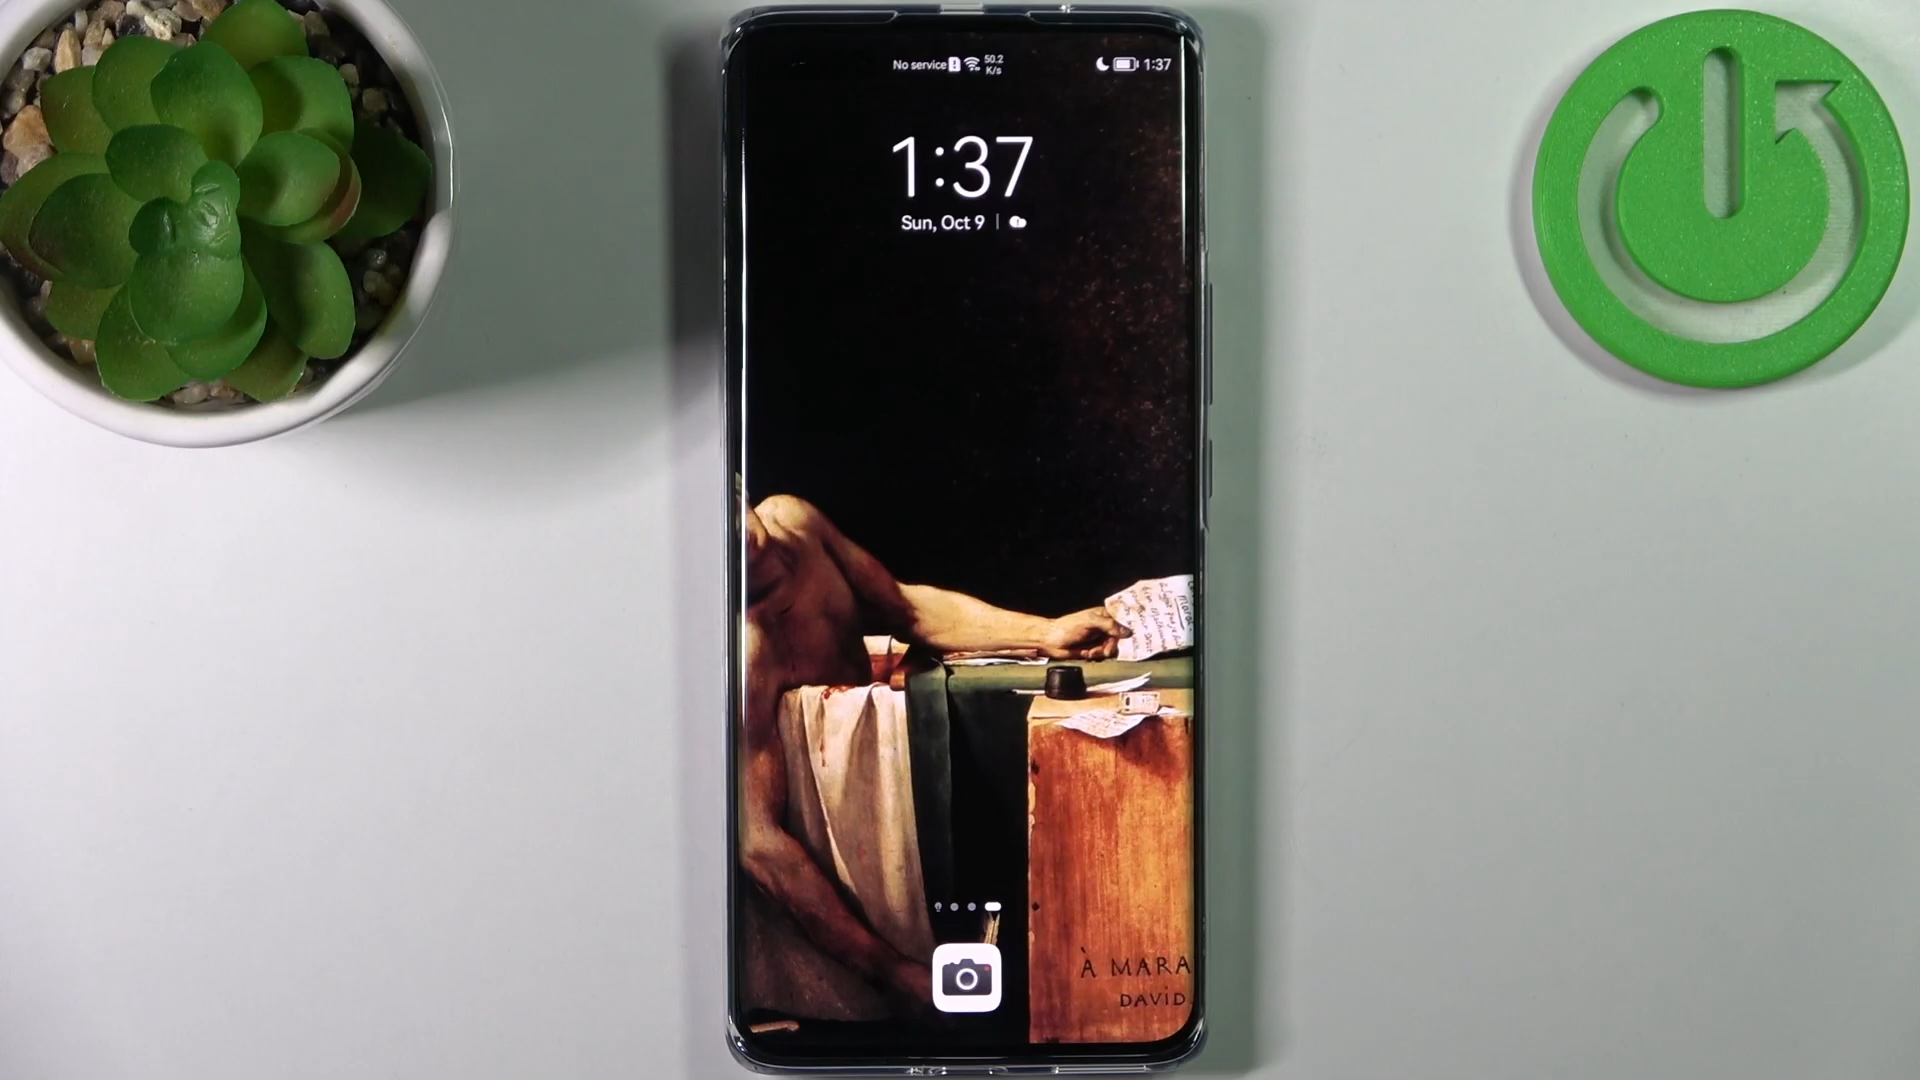 No service 50.2
K/s
1:37
1:37
Sun, Oct 9
À MARA
DAVID.